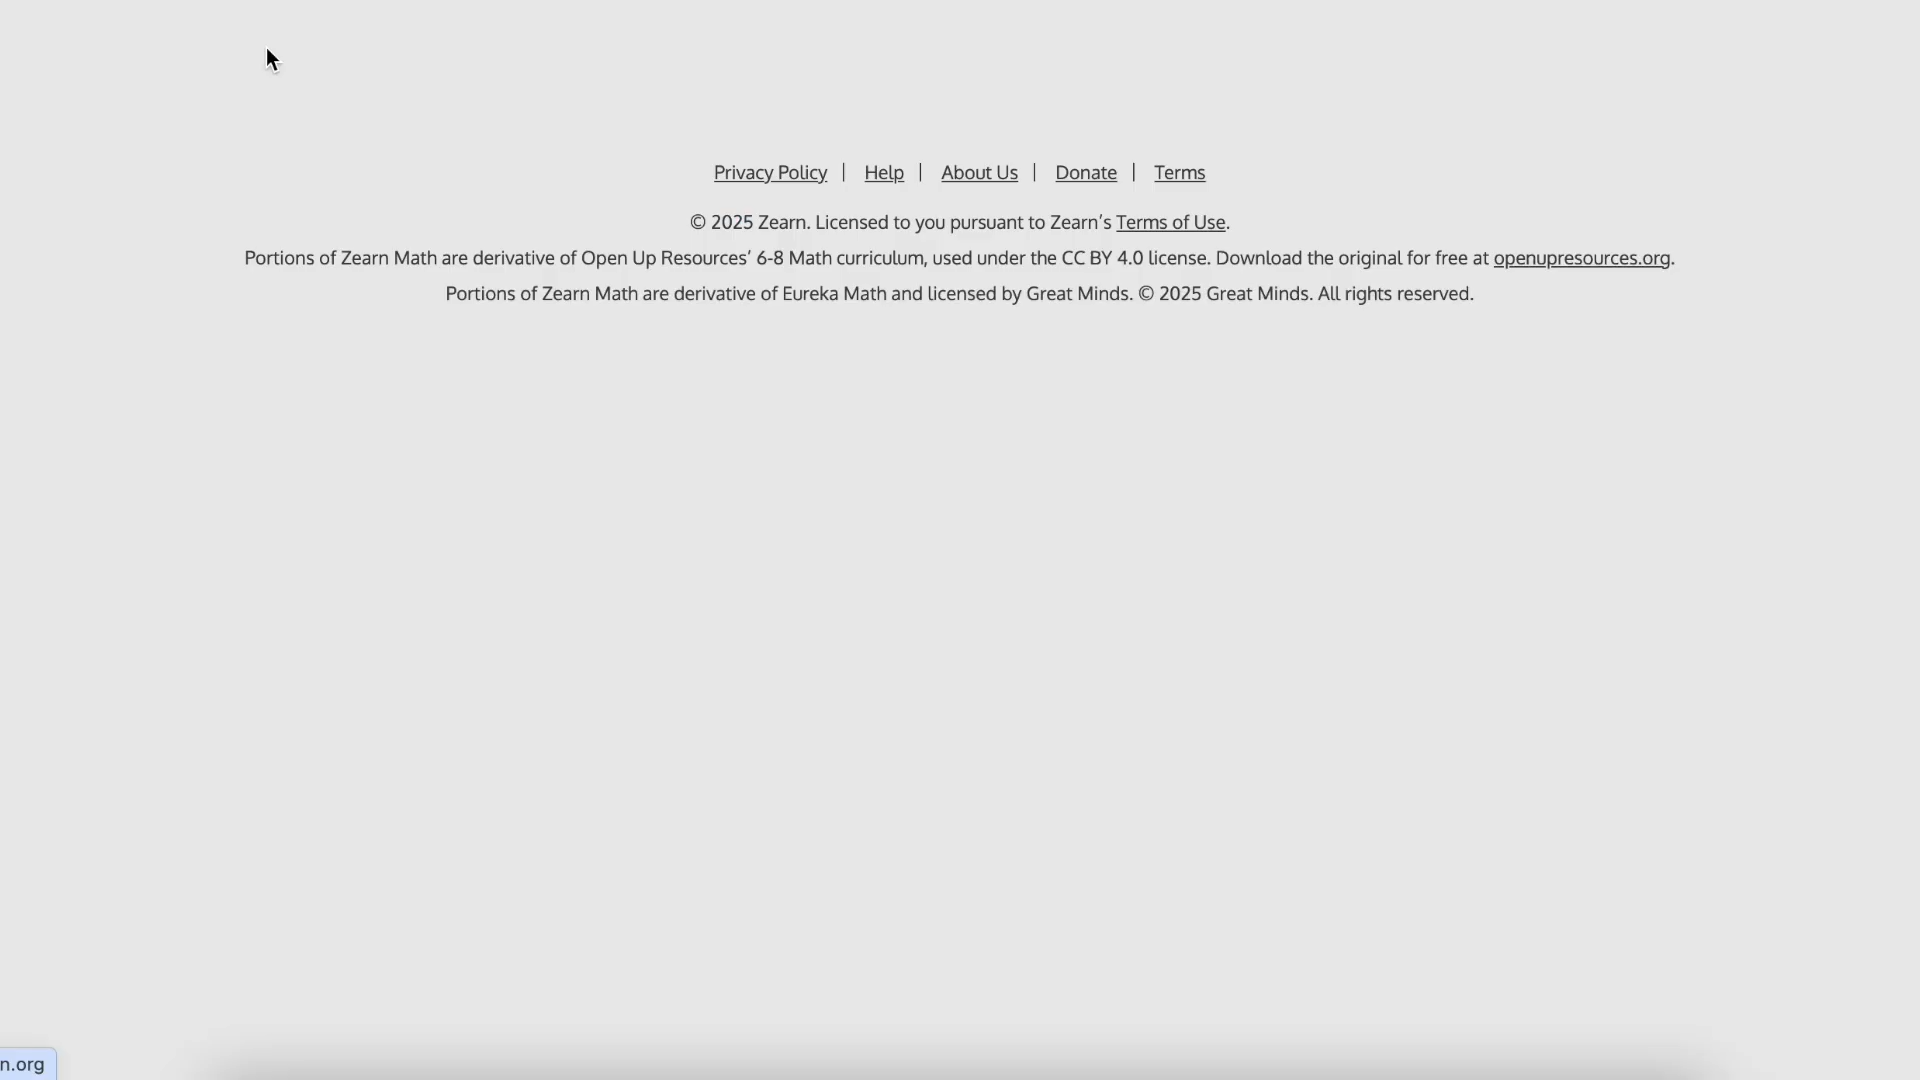 Privacy Policy | Help | About Us | Donate | Terms
© 2025 Zearn. Licensed to you pursuant to Zearn’s Terms of Use.
Portions of Zearn Math are derivative of Open Up Resources’ 6-8 Math curriculum, used under the CC BY 4.0 license. Download the original for free at openupresources.org.
Portions of Zearn Math are derivative of Eureka Math and licensed by Great Minds. © 2025 Great Minds. All rights reserved.
n.org